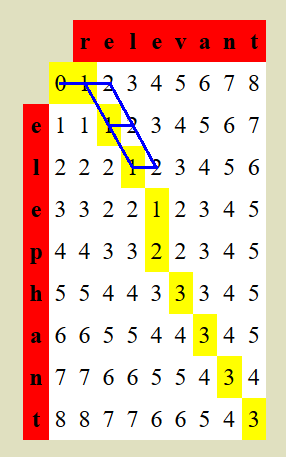 r e l e v a n t
0 1 2 3 4 5 6 7 8
e 1 1 1 2 3 4 5 6 7
l 2 2 2 1 2 3 4 5 6
e 3 3 2 2 1 2 3 4 5
p 4 4 3 3 2 2 3 4 5
h 5 5 4 4 3 3 3 4 5
a 6 6 5 5 4 4 3 4 5
n 7 7 6 6 5 5 4 3 4
t 8 8 7 7 6 6 5 4 3